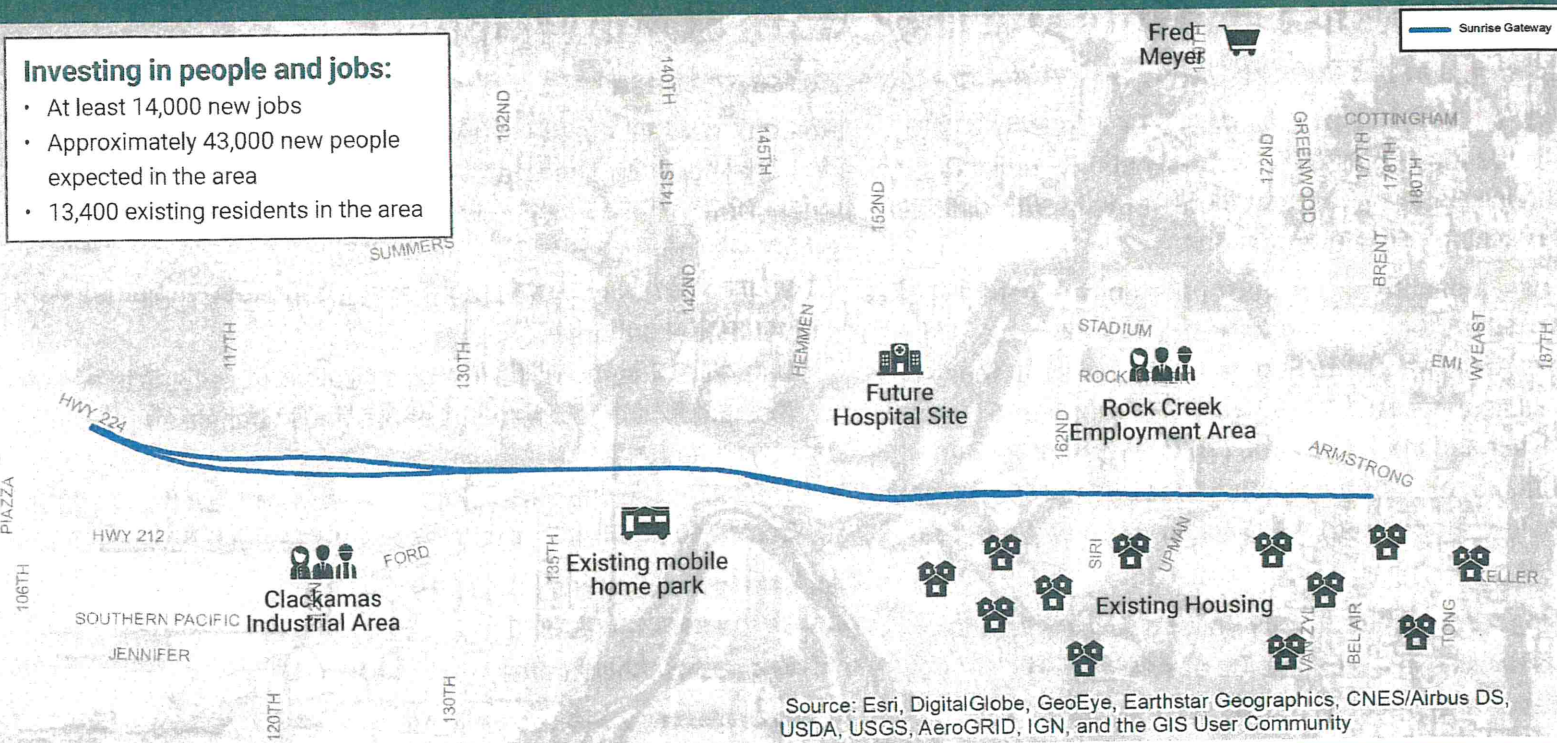 Fred
Meyer
Sunrise Gateway
Investing in people and jobs:
· At least 14,000 new jobs
· Approximately 43,000 new people
expected in the area
· 13,400 existing residents in the area
140TH
132ND
145TH
141ST
152ND
172ND
GREENWOOD
COTTINGHAM
177TH
178TH
180TH
SUMMERS
142ND
BRENT
117TH
130TH
HEMMEN
STADIUM
EMI
WYEAST
187TH
Future
Hospital Site
162ND
Rock Creek
Employment Area
HWY 224
ARMSTRONG
PIAZZA
HWY 212
FORD
135TH
Existing mobile
home park
SIRI
UPMAN
KELLER
106TH
Clackamas
Industrial Area
SOUTHERN PACIFIC
JENNIFER
Existing Housing
VAN ZYL
BEL AIR
TONG
120TH
130TH
Source: Esri, DigitalGlobe, GeoEye, Earthstar Geographics, CNES/Airbus DS,
USDA, USGS, AeroGRID, IGN, and the GIS User Community